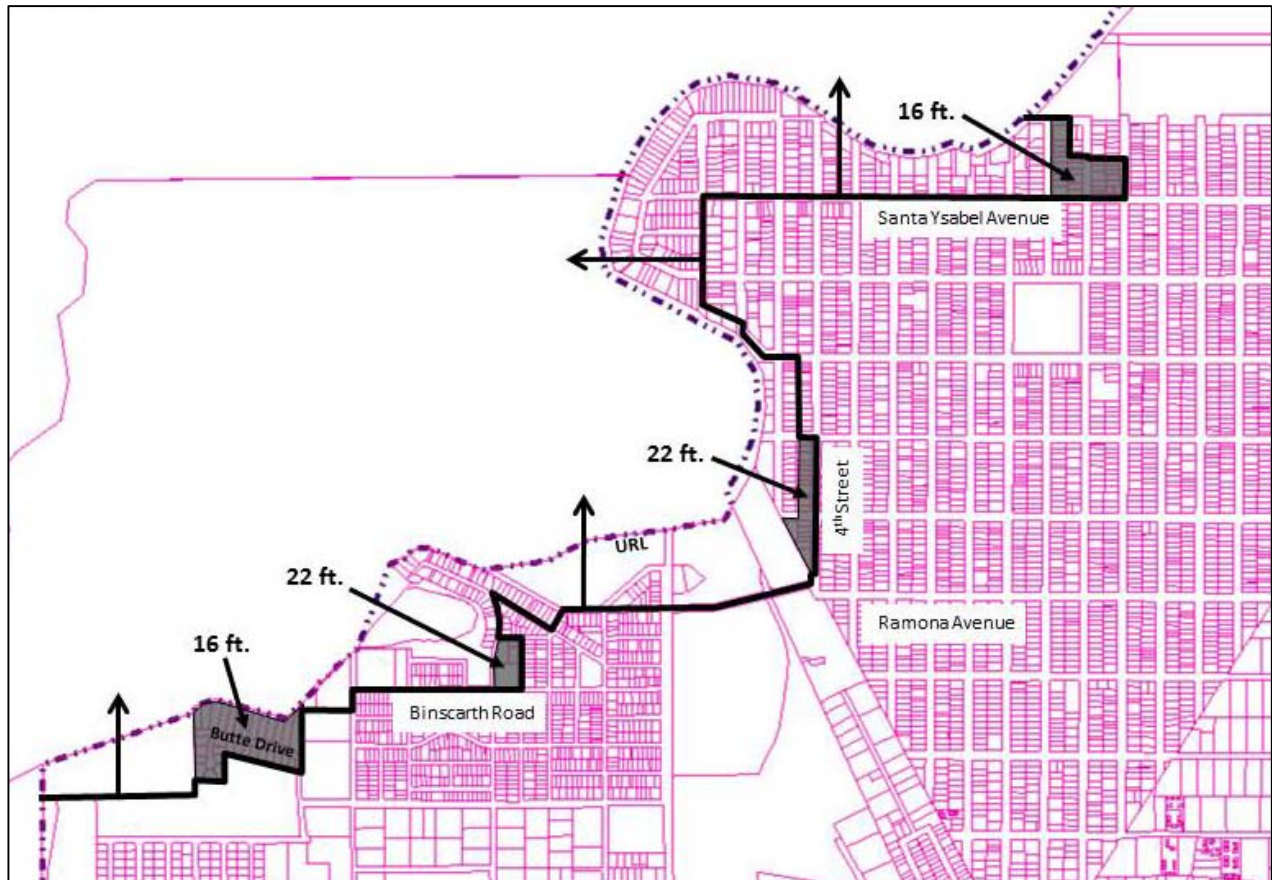 16 ft.
Santa Ysabel Avenue
22 ft.
4th Street
URL
22 ft.
Ramona Avenue
16 ft.
Binscarth Road
Butte Drive